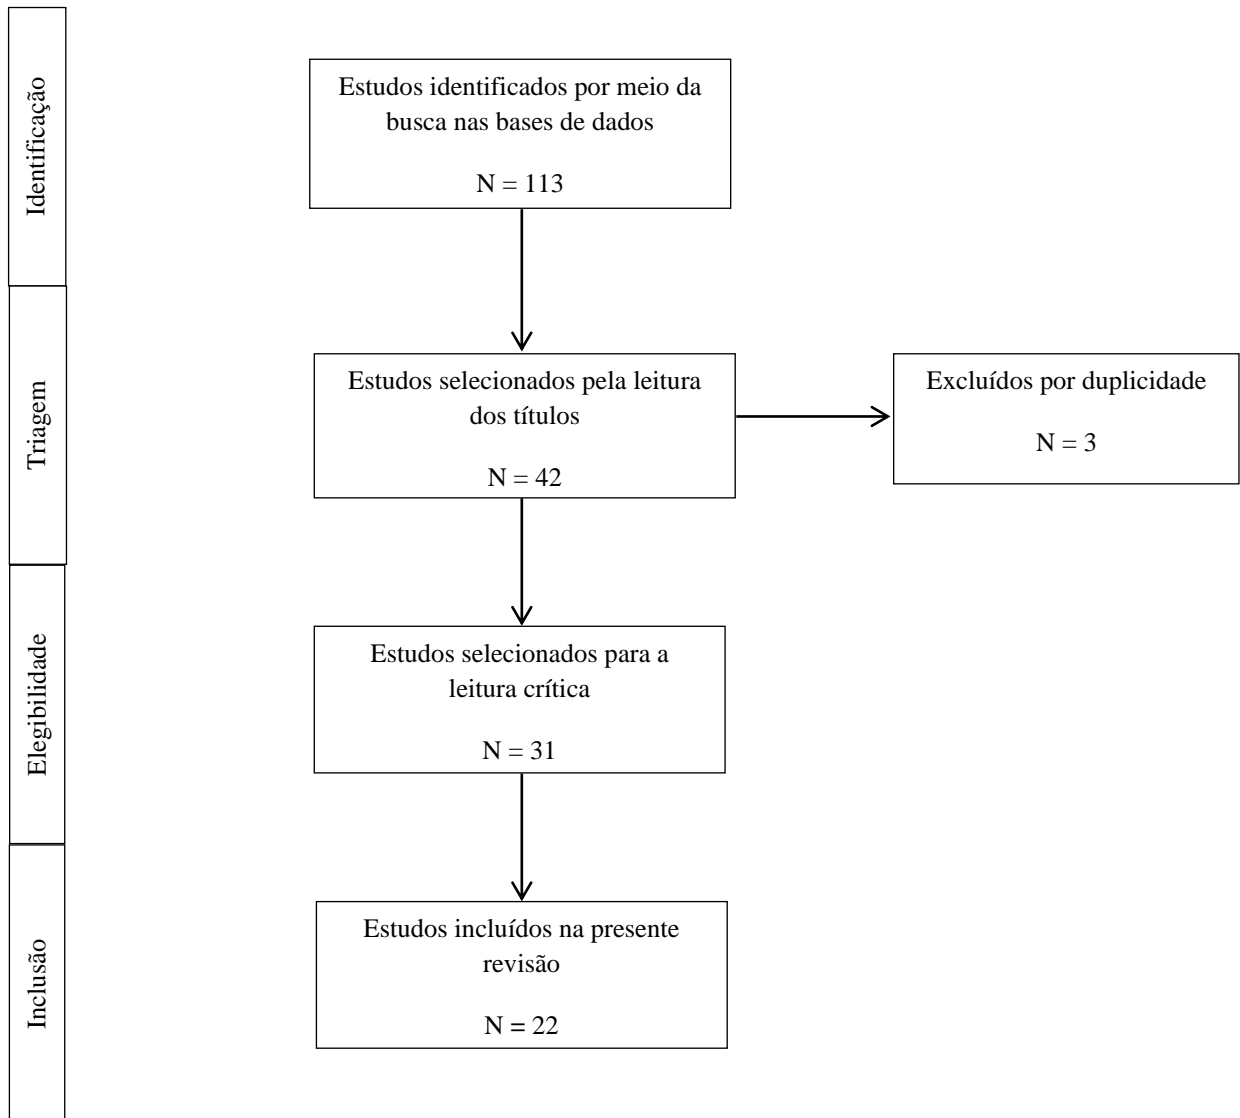 Identificação
Estudos identificados por meio da
busca nas bases de dados
N = 113
Triagem
Estudos selecionados pela leitura
dos títulos
N = 42
Excluídos por duplicidade
N = 3
Elegibilidade
Estudos selecionados para a
leitura crítica
N = 31
Inclusão
Estudos incluídos na presente
revisão
N = 22